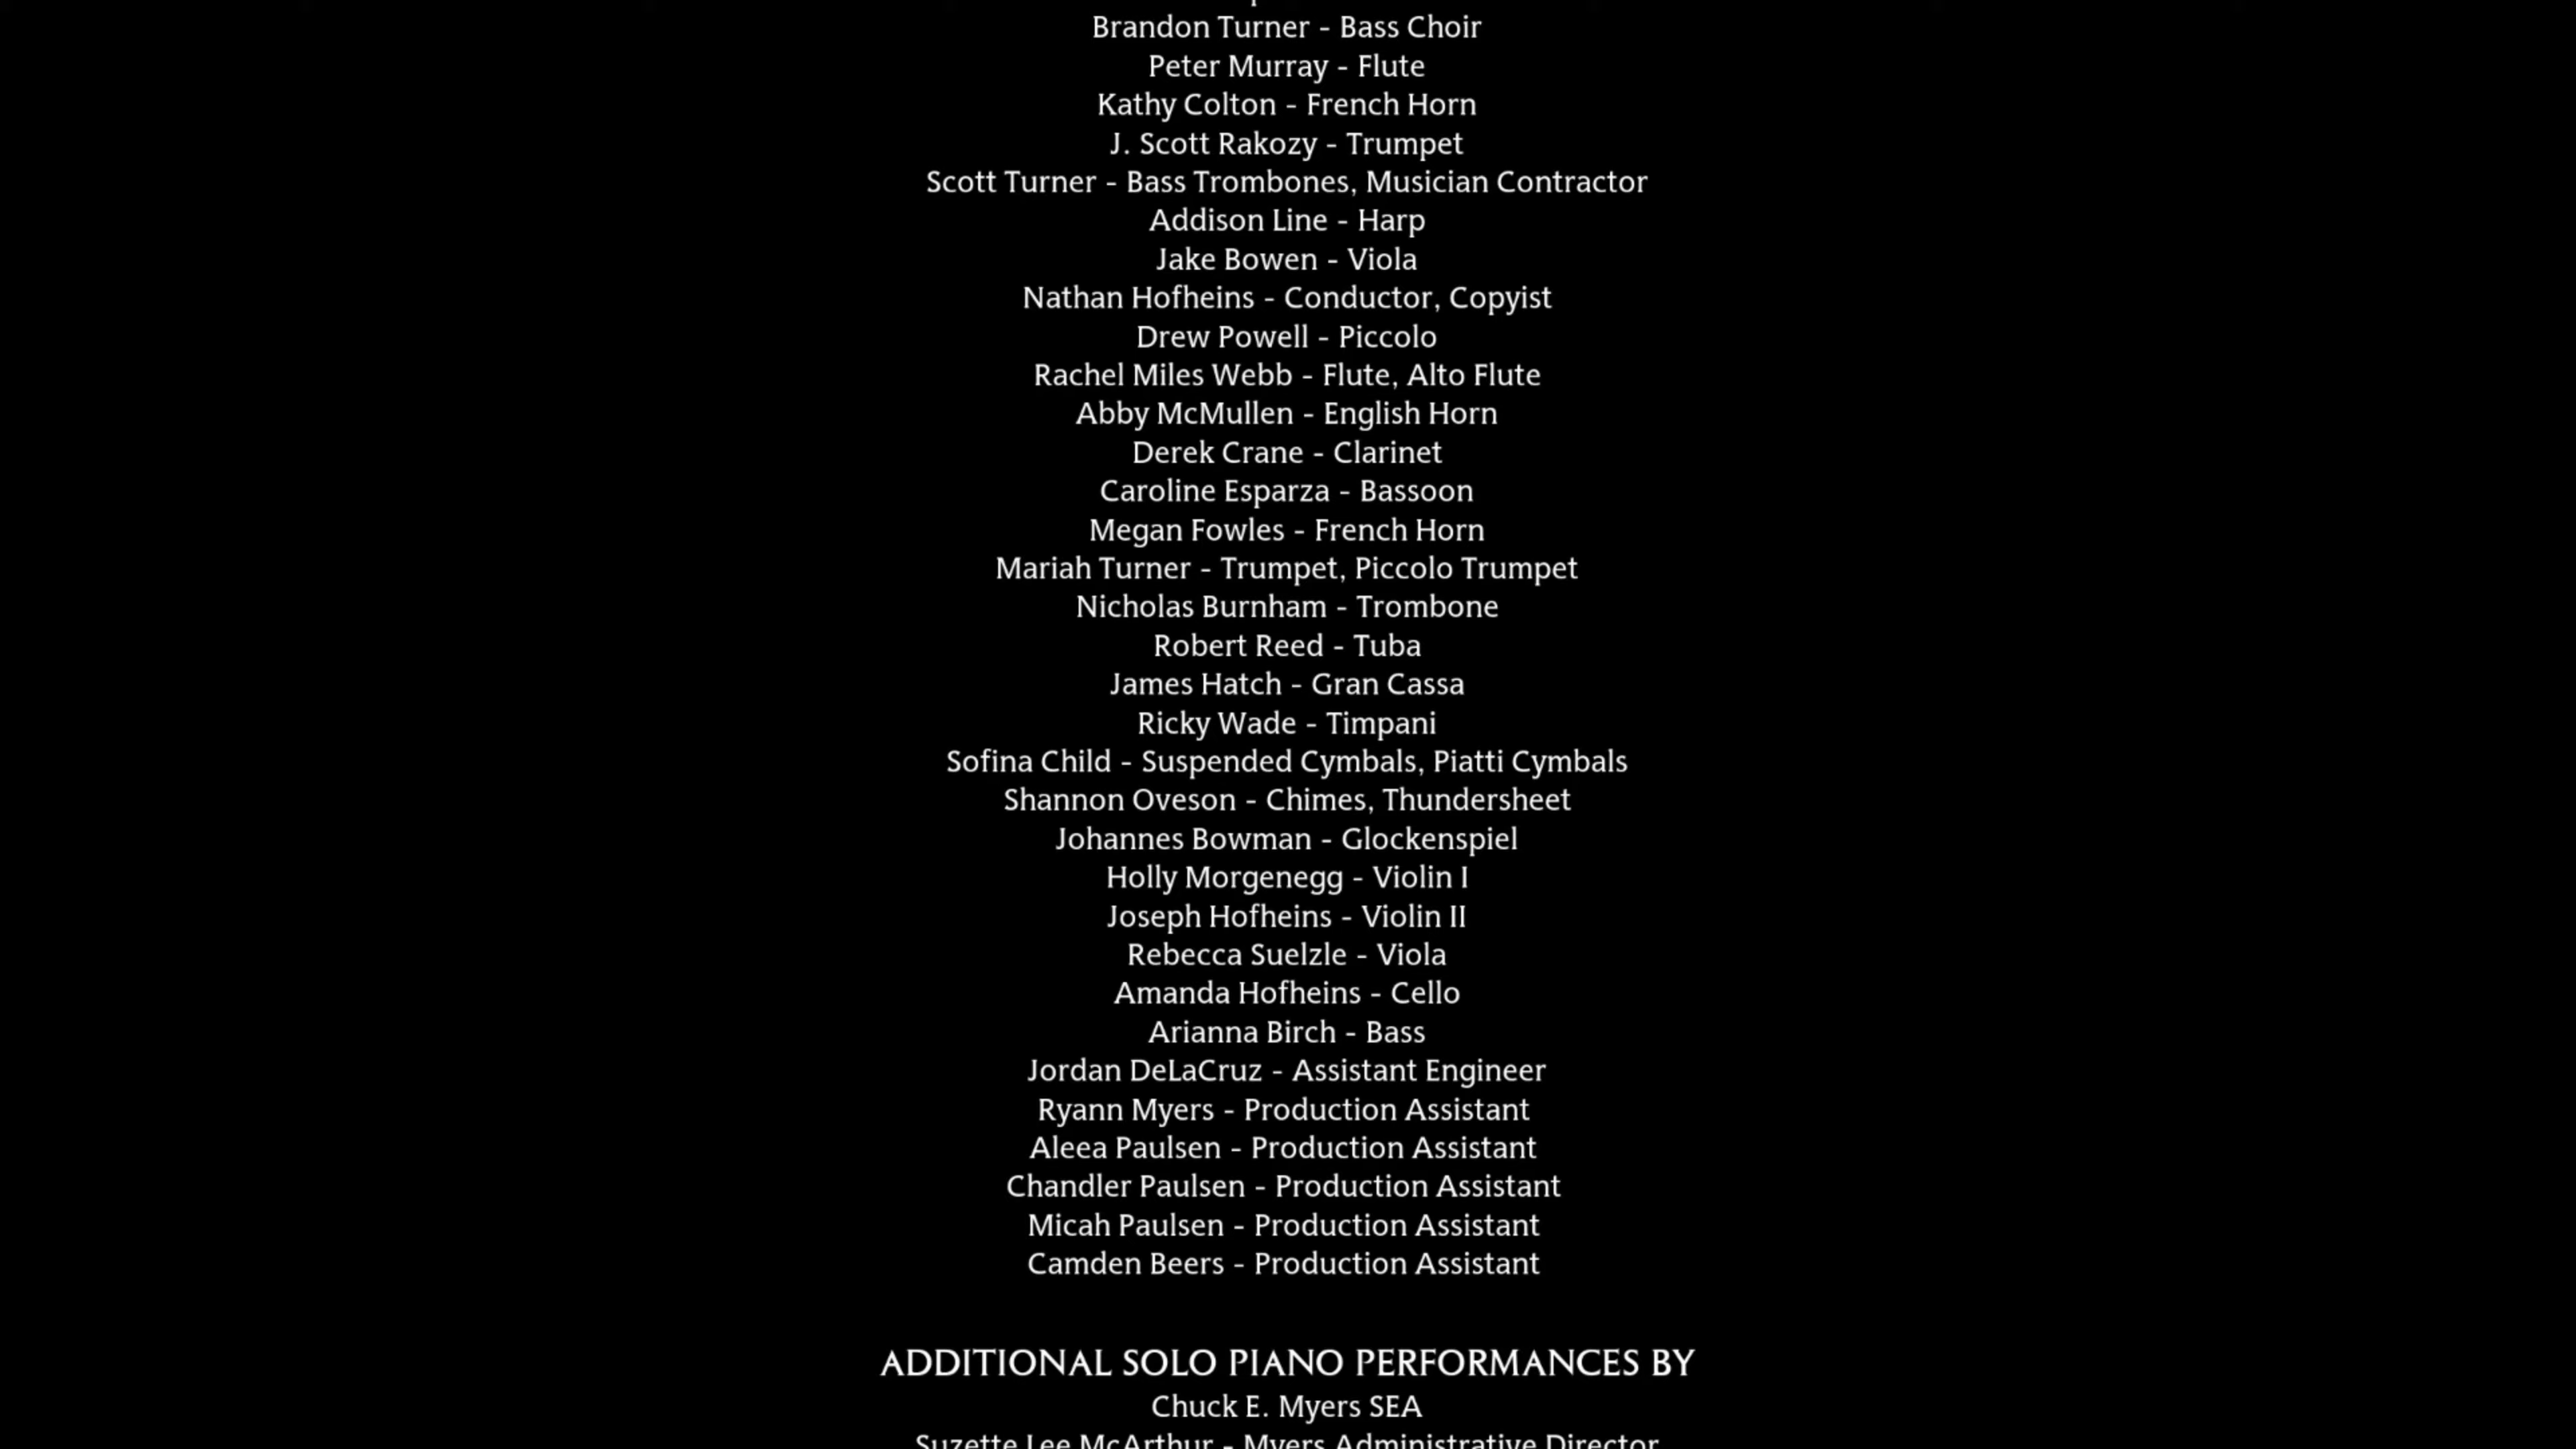 Brandon Turner - Bass Choir
Peter Murray - Flute
Kathy Colton - French Horn
J. Scott Rakozy - Trumpet
Scott Turner - Bass Trombones, Musician Contractor
Addison Line - Harp
Jake Bowen - Viola
Nathan Hofheins - Conductor, Copyist
Drew Powell - Piccolo
Rachel Miles Webb - Flute, Alto Flute
Abby McMullen - English Horn
Derek Crane - Clarinet
Caroline Esparza - Bassoon
Megan Fowles - French Horn
Mariah Turner - Trumpet, Piccolo Trumpet
Nicholas Burnham - Trombone
Robert Reed - Tuba
James Hatch - Gran Cassa
Ricky Wade - Timpani
Sofina Child - Suspended Cymbals, Piatti Cymbals
Shannon Oveson - Chimes, Thundersheet
Johannes Bowman - Glockenspiel
Holly Morgenegg - Violin I
Joseph Hofheins - Violin II
Rebecca Suelzle - Viola
Amanda Hofheins - Cello
Arianna Birch - Bass
Jordan DeLaCruz - Assistant Engineer
Ryann Myers - Production Assistant
Aleea Paulsen - Production Assistant
Chandler Paulsen - Production Assistant
Micah Paulsen - Production Assistant
Camden Beers - Production Assistant
ADDITIONAL SOLO PIANO PERFORMANCES BY
Chuck E. Myers SEA
Suzette Lee McArthur - Myers Administrative Director